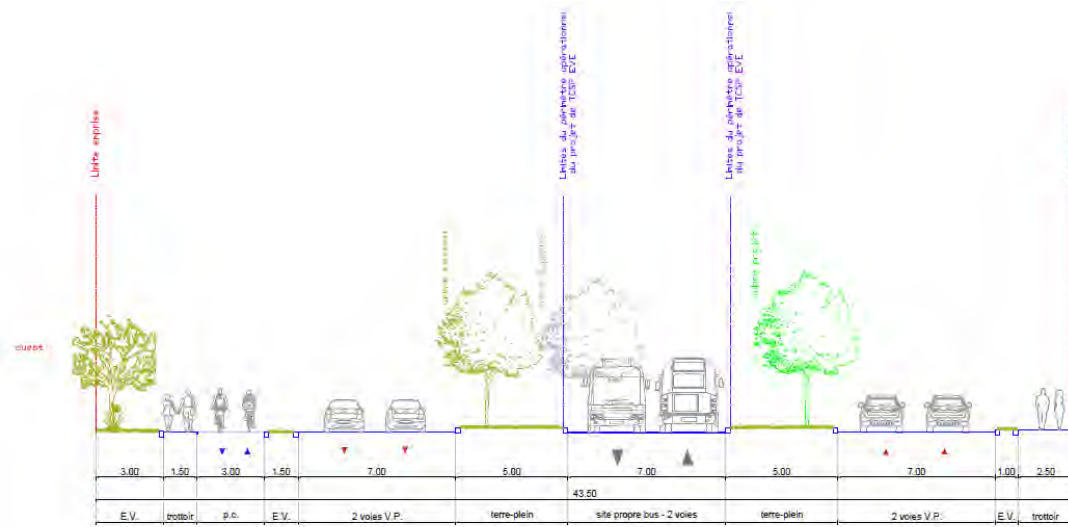 Limite emprise
Limites du périmètre opérationnel
du projet de TCSP EVE
Limites du périmètre opérationnel
du projet de TCSP EVE
arbre existant
arbre projet
ouest
3.00 1.50 3.00 1.50 7.00 5.00 7.00 5.00 7.00 1.00 2.50
43.50
E.V. trottoir p.c. E.V. 2 voies V.P. terre-plein site propre bus - 2 voies terre-plein 2 voies V.P. E.V. trottoir